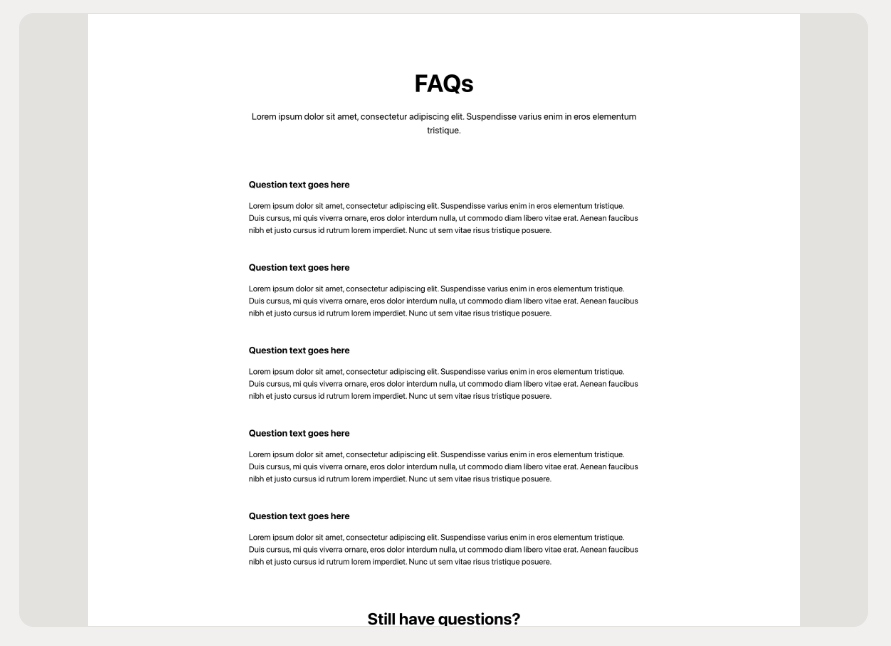 FAQs
Lorem ipsum dolor sit amet, consectetur adipiscing elit. Suspendisse varius enim in eros elementum
tristique.
Question text goes here
Lorem ipsum dolor sit amet, consectetur adipiscing elit. Suspendisse varius enim in eros elementum tristique.
Duis cursus, mi quis viverra ornare, eros dolor interdum nulla, ut commodo diam libero vitae erat. Aenean faucibus
nibh et justo cursus id rutrum lorem imperdiet. Nunc ut sem vitae risus tristique posuere.
Question text goes here
Lorem ipsum dolor sit amet, consectetur adipiscing elit. Suspendisse varius enim in eros elementum tristique.
Duis cursus, mi quis viverra ornare, eros dolor interdum nulla, ut commodo diam libero vitae erat. Aenean faucibus
nibh et justo cursus id rutrum lorem imperdiet. Nunc ut sem vitae risus tristique posuere.
Question text goes here
Lorem ipsum dolor sit amet, consectetur adipiscing elit. Suspendisse varius enim in eros elementum tristique.
Duis cursus, mi quis viverra ornare, eros dolor interdum nulla, ut commodo diam libero vitae erat. Aenean faucibus
nibh et justo cursus id rutrum lorem imperdiet. Nunc ut sem vitae risus tristique posuere.
Question text goes here
Lorem ipsum dolor sit amet, consectetur adipiscing elit. Suspendisse varius enim in eros elementum tristique.
Duis cursus, mi quis viverra ornare, eros dolor interdum nulla, ut commodo diam libero vitae erat. Aenean faucibus
nibh et justo cursus id rutrum lorem imperdiet. Nunc ut sem vitae risus tristique posuere.
Question text goes here
Lorem ipsum dolor sit amet, consectetur adipiscing elit. Suspendisse varius enim in eros elementum tristique.
Duis cursus, mi quis viverra ornare, eros dolor interdum nulla, ut commodo diam libero vitae erat. Aenean faucibus
nibh et justo cursus id rutrum lorem imperdiet. Nunc ut sem vitae risus tristique posuere.
Still have questions?